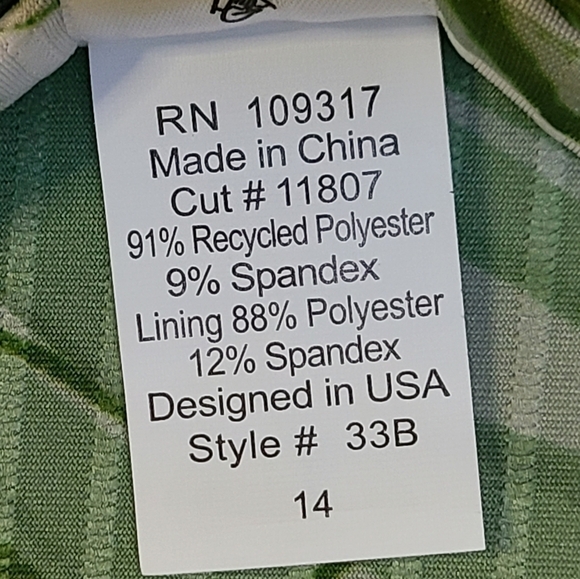 RN 109317
Made in China
Cut # 11807
91% Recycled Polyester
9% Spandex
Lining 88% Polyester
12% Spandex
Designed in USA
Style # 33B
14